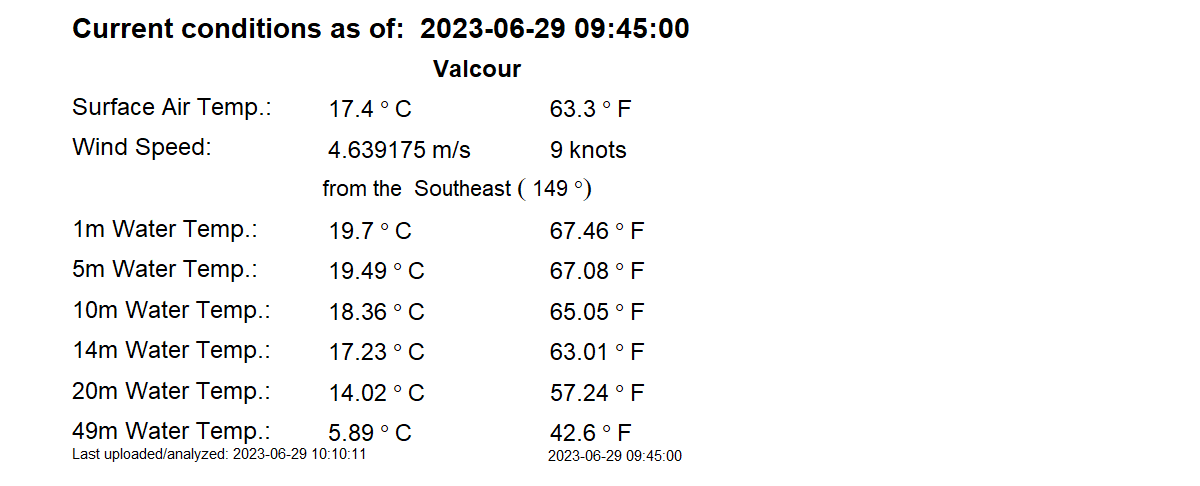 Current conditions as of: 2023-06-29 09:45:00
Valcour
Surface Air Temp.: 17.4 ° C 63.3 ° F
Wind Speed: 4.639175 m/s 9 knots
from the Southeast ( 149 °)
1m Water Temp.: 19.7 ° C 67.46 ° F
5m Water Temp.: 19.49 ° C 67.08 ° F
10m Water Temp.: 18.36 ° C 65.05 ° F
14m Water Temp.: 17.23 ° C 63.01 ° F
20m Water Temp.: 14.02 ° C 57.24 ° F
49m Water Temp.: 5.89 ° C 42.6 ° F
Last uploaded/analyzed: 2023-06-29 10:10:11 2023-06-29 09:45:00